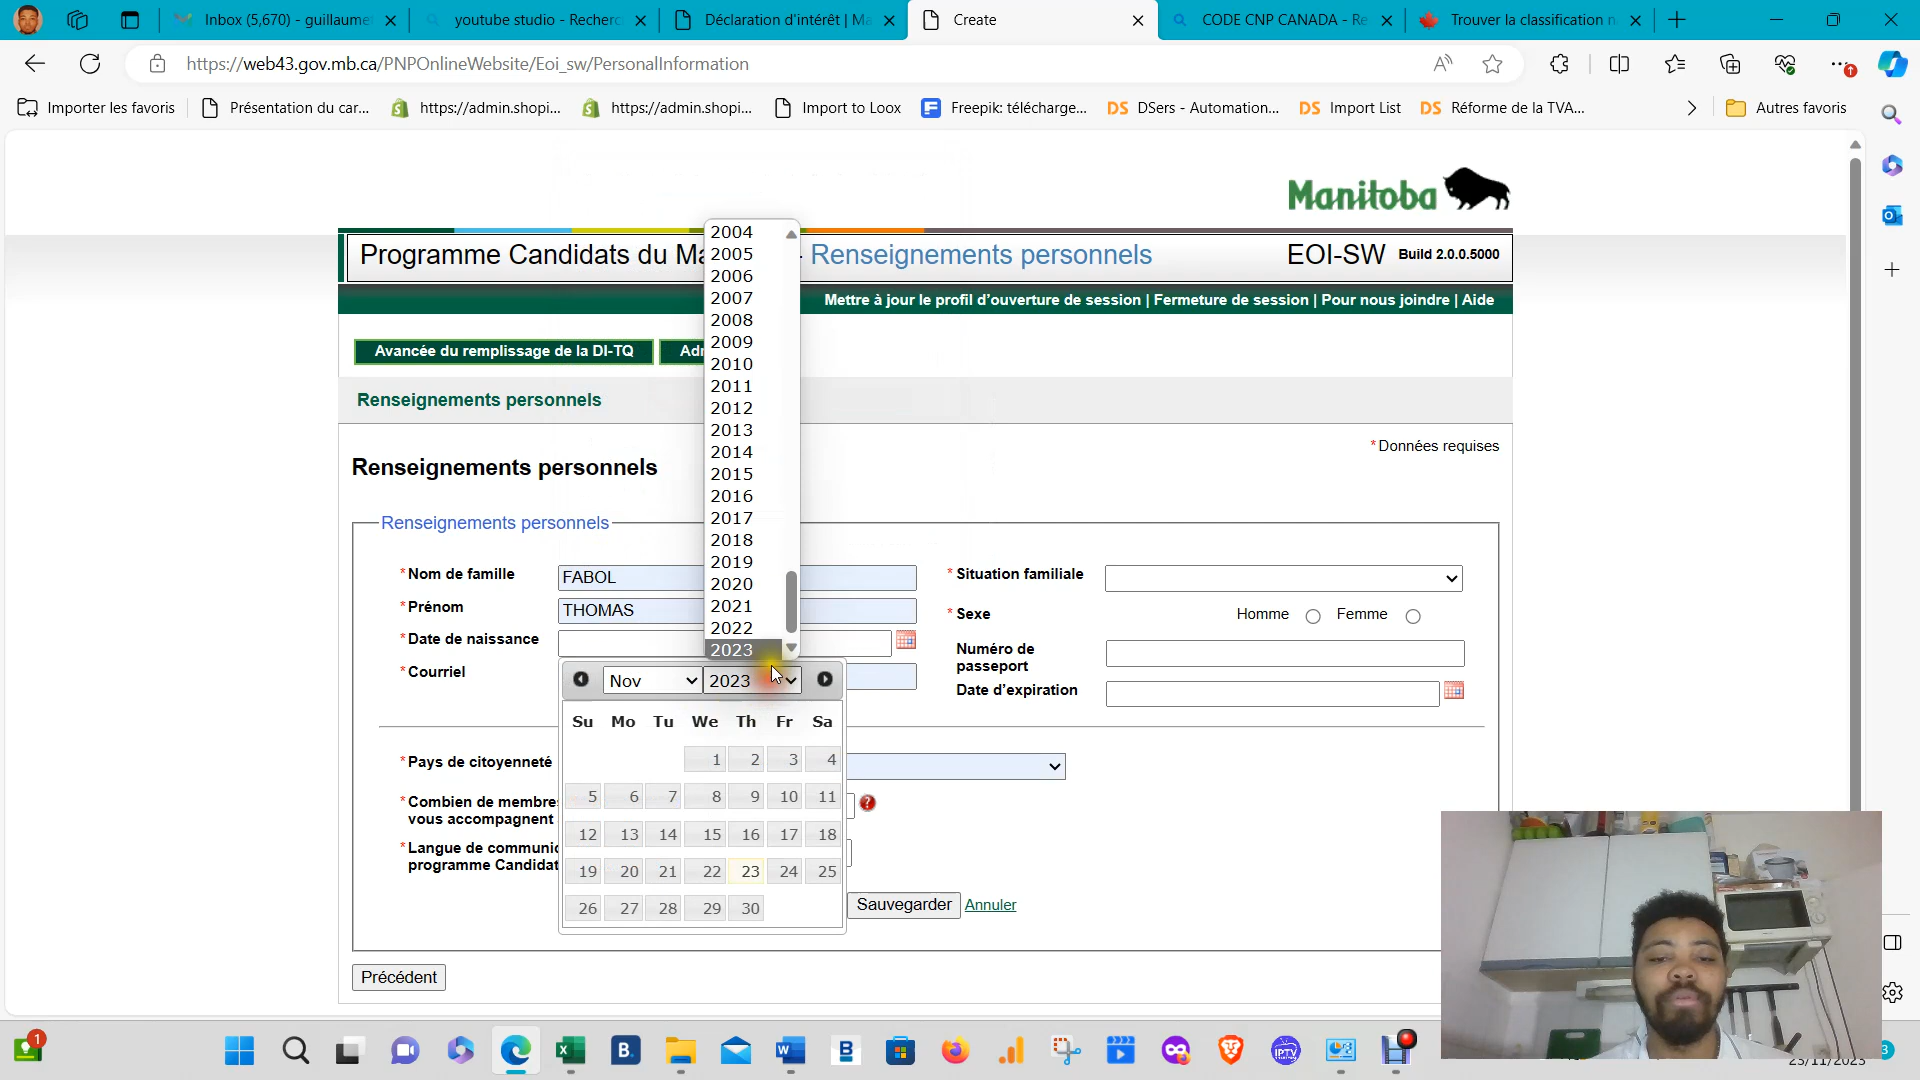 Inbox (5,670) - guillaume
youtube studio - Recherc
Déclaration d'intérêt | Ma
Create
CODE CNP CANADA - Re
Trouver la classification n
https://web43.gov.mb.ca/PNPOnlineWebsite/Eoi_sw/PersonalInformation
Importer les favoris
Présentation du car...
https://admin.shopi...
https://admin.shopi...
Import to Loox
Freepik: télécharge...
DS DSers - Automation...
DS Import List
DS Réforme de la TVA...
Autres favoris
Manitoba
Programme Candidats du Ma - Renseignements personnels
EOI-SW Build 2.0.0.5000
Mettre à jour le profil d'ouverture de session | Fermeture de session | Pour nous joindre | Aide
Avancée du remplissage de la DI-TQ
Adr
Renseignements personnels
*Données requises
Renseignements personnels
Renseignements personnels
*Nom de famille
FABOL
*Prénom
THOMAS
*Date de naissance
*Courriel
*Situation familiale
*Sexe
Homme
Femme
Numéro de
passeport
Date d'expiration
2004
2005
2006
2007
2008
2009
2010
2011
2012
2013
2014
2015
2016
2017
2018
2019
2020
2021
2022
2023
Nov
2023
Su Mo Tu We Th Fr Sa
1 2 3 4
5 6 7 8 9 10 11
12 13 14 15 16 17 18
19 20 21 22 23 24 25
26 27 28 29 30
*Pays de citoyenneté
*Combien de membre
vous accompagnent
?
*Langue de communic
programme Candidat
Sauvegarder
Annuler
Précédent
1
B.
W
B
IPTV
23/11/2023
3